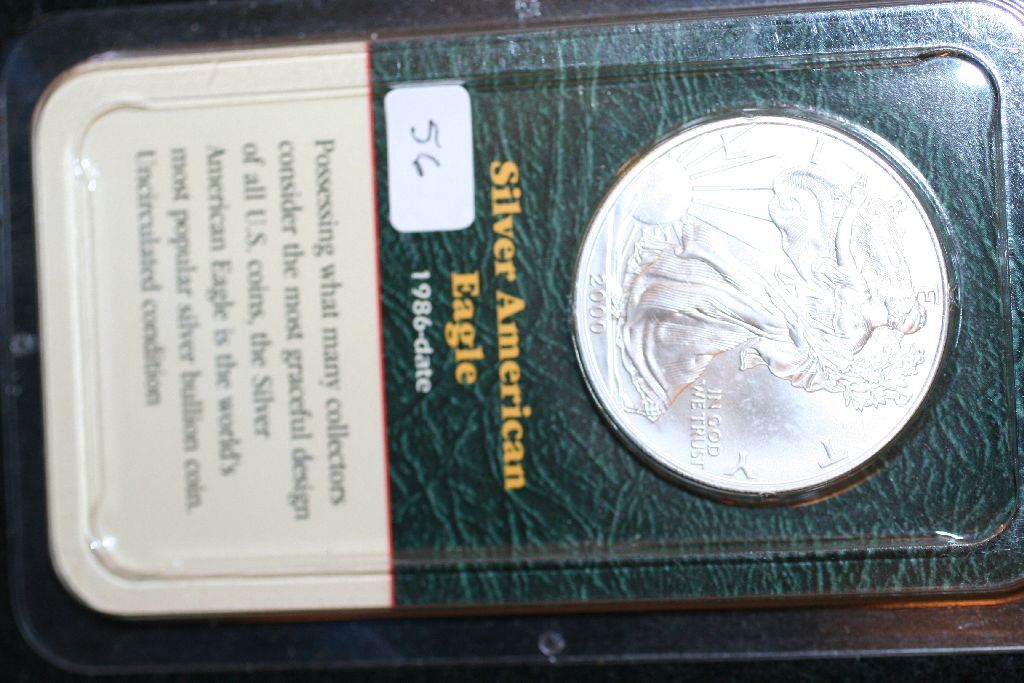 L I B E R T Y
IN GOD
WE TRUST
2000
56
Silver American
Eagle
1986-date
Possessing what many collectors
consider the most graceful design
of all U.S. coins, the Silver
American Eagle is the world's
most popular silver bullion coin.
Uncirculated condition